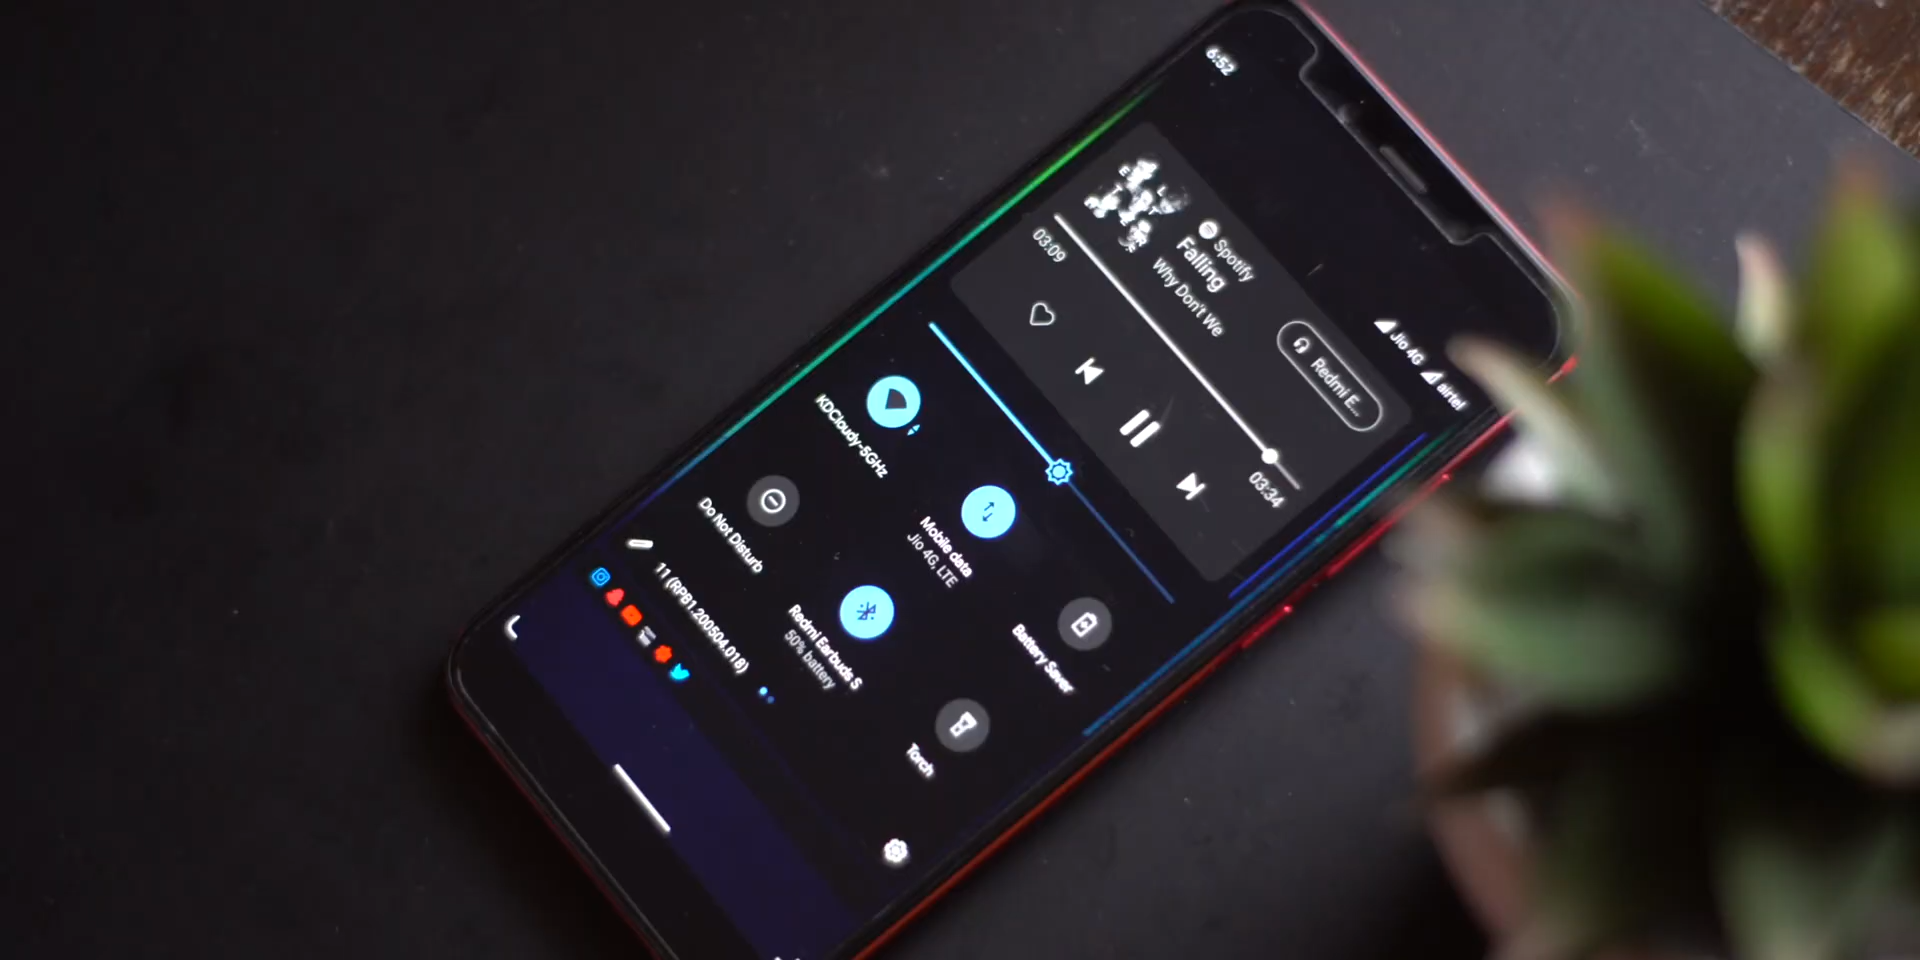 6:52
Jio 4G airtel
Spotify
Falling
Why Don't We
Redmi E...
03:09
03:34
KDCloudy-5GHz
Mobile data
Jio 4G, LTE
Battery Saver
Do Not Disturb
Redmi Earbuds S
50% battery
Torch
11 (RPB1.200504.018)